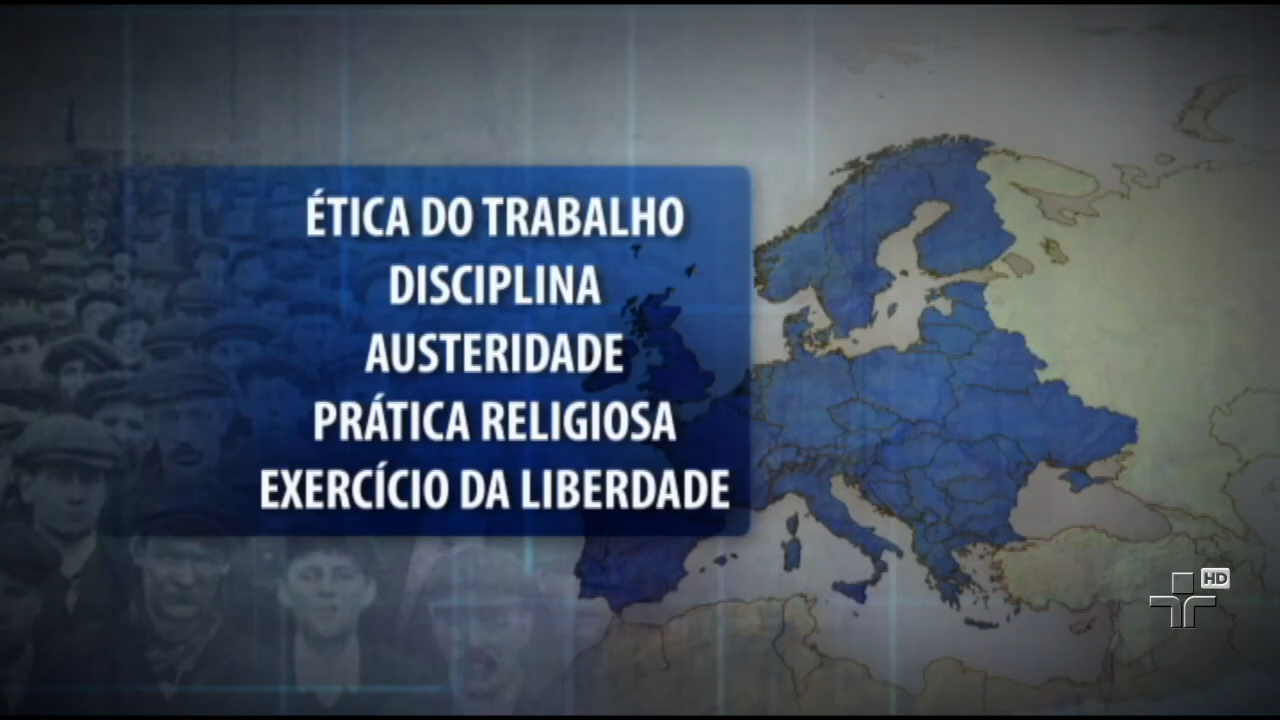 ÉTICA DO TRABALHO
DISCIPLINA
AUSTERIDADE
PRÁTICA RELIGIOSA
EXERCÍCIO DA LIBERDADE
HD